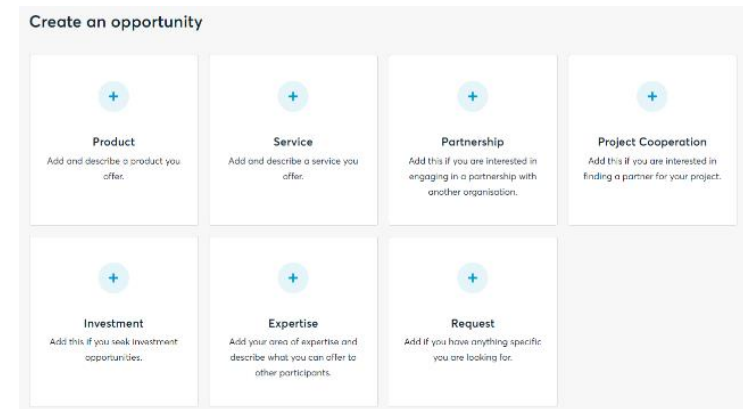 Create an opportunity
Product
Add and describe a product you
offer.
Service
Add and describe a service you
offer.
Partnership
Add this if you are interested in
engaging in a partnership with
another organisation.
Project Cooperation
Add this if you are interested in
finding a partner for your project.
Investment
Add this if you seek investment
opportunities.
Expertise
Add your area of expertise and
describe what you can offer to
other participants.
Request
Add if you have anything specific
you are looking for.